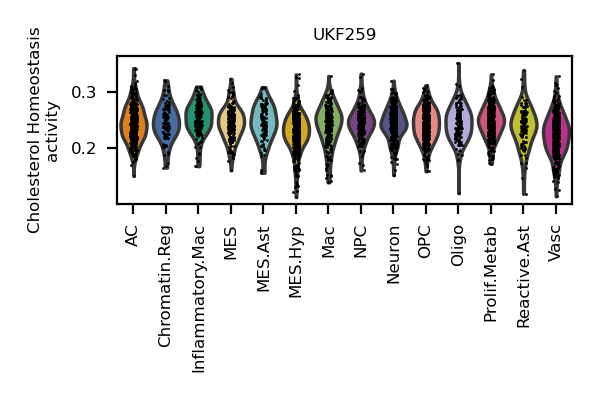 UKF259
Cholesterol Homeostasis
activity
0.3
0.2
AC
Chromatin.Reg
Inflammatory.Mac
MES
MES.Ast
MES.Hyp
Mac
NPC
Neuron
OPC
Oligo
Prolif.Metab
Reactive.Ast
Vasc